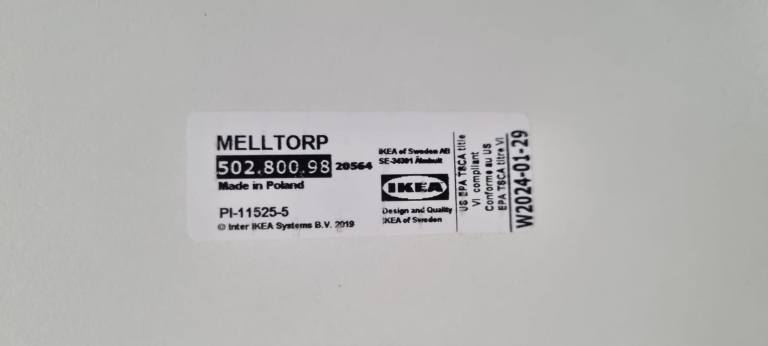 MELLTORP
502.800.98 20564
Made in Poland
PI-11525-5
© Inter IKEA Systems B.V. 2019
IKEA of Sweden AB
SE-34381 Älmhult
IKEA
Design and Quality
IKEA of Sweden
US EPA TSCA title
VI compliant
Conforme au US
EPA TSCA titre VI
W2024-01-29